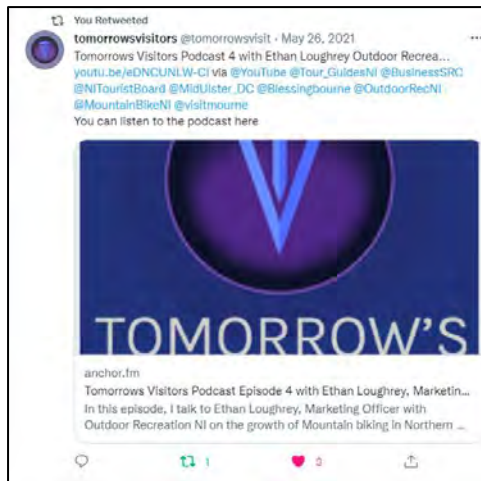 You Retweeted
tomorrowsvisitors @tomorrowsvisit · May 26, 2021 ...
Tomorrows Visitors Podcast 4 with Ethan Loughrey Outdoor Recrea...
youtu.be/eDNCUNLW-CI via @YouTube @Tour_GuidesNI @BusinessSRC
@NITouristBoard @MidUlster_DC @Blessingbourne @OutdoorRecNI
@MountainBikeNI @visitmourne
You can listen to the podcast here
TOMORROW'S
anchor.fm
Tomorrows Visitors Podcast Episode 4 with Ethan Loughrey, Marketin...
In this episode, I talk to Ethan Loughrey, Marketing Officer with
Outdoor Recreation NI on the growth of Mountain biking in Northern ...
1